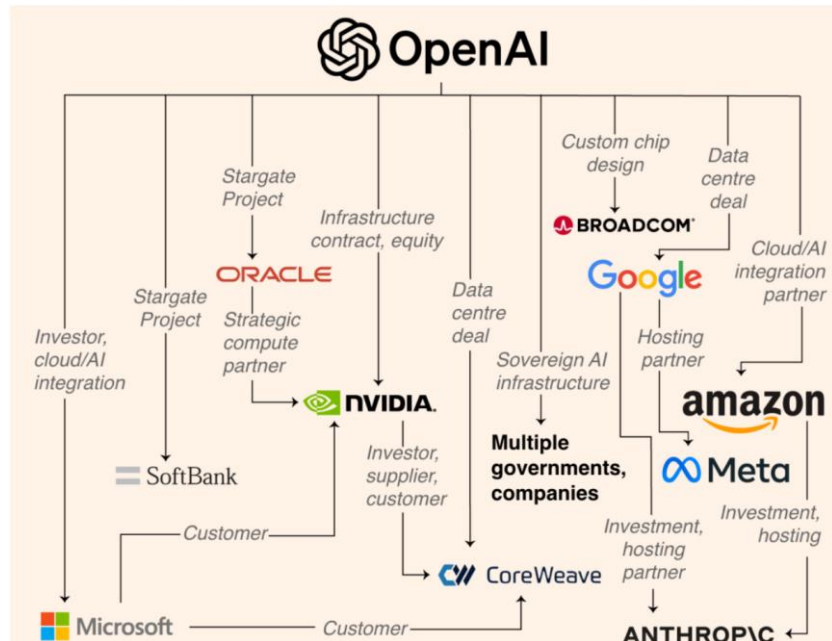 OpenAI
Custom chip
design
Data
centre
deal
Stargate
Project
Infrastructure
contract, equity
BROADCOM®
Cloud/AI
integration
partner
ORACLE
Google
Stargate
Project
Data
centre
deal
Investor,
cloud/AI
integration
Strategic
compute
partner
Hosting
partner
Sovereign AI
infrastructure
NVIDIA.
amazon
SoftBank
Investor,
supplier,
customer
Multiple
governments,
companies
Meta
Customer
Investment,
hosting
partner
Investment,
hosting
CoreWeave
Microsoft
Customer
ANTHROP\C